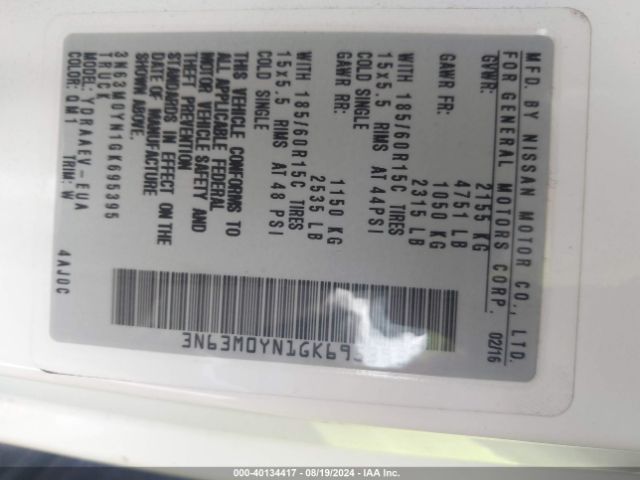 MFD. BY NISSAN MOTOR CO., LTD.
FOR GENERAL MOTORS CORP. 02/16
GVWR: 2155 KG
4751 LB
GAWR FR: 1050 KG
2315 LB
WITH 185/60R15C TIRES
15x5.5 RIMS AT 44PSI
COLD SINGLE
GAWR RR: 1150 KG
2535 LB
WITH 185/60R15C TIRES
15x5.5 RIMS AT 48 PSI
COLD SINGLE
THIS VEHICLE CONFORMS TO
ALL APPLICABLE FEDERAL
MOTOR VEHICLE SAFETY AND
THEFT PREVENTION
STANDARDS IN EFFECT ON THE
DATE OF MANUFACTURE
SHOWN ABOVE.
3N63M0YN1GK695395
TRUCK
MODEL: YDRAAEV-EUA
COLOR: QM1 TRIM: W
4AJ0C
000-40134417 - 08/19/2024 - IAA Inc.